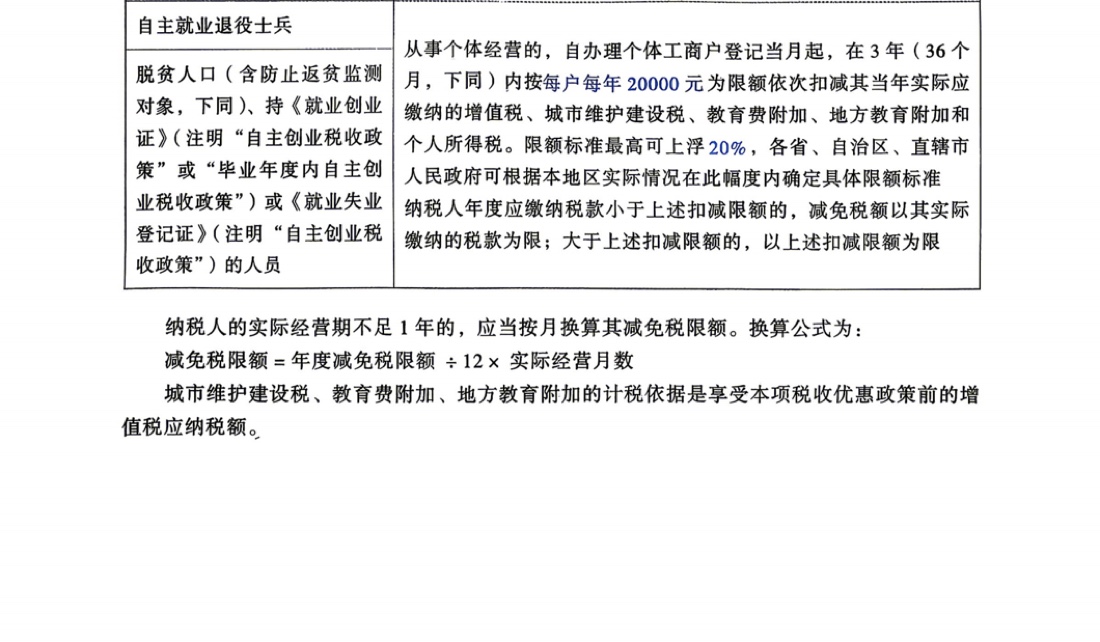 自主就业退役士兵
脱贫人口（含防止返贫监测
对象，下同）、持《就业创业
证》（注明“自主创业税收政
策”或“毕业年度内自主创
业税收政策”）或《就业失业
登记证》（注明“自主创业税
收政策”）的人员
从事个体经营的，自办理个体工商户登记当月起，在3年（36个
月，下同）内按每户每年20000元为限额依次扣减其当年实际应
缴纳的增值税、城市维护建设税、教育费附加、地方教育附加和
个人所得税。限额标准最高可上浮20%，各省、自治区、直辖市
人民政府可根据本地区实际情况在此幅度内确定具体限额标准
纳税人年度应缴纳税款小于上述扣减限额的，减免税额以其实际
缴纳的税款为限；大于上述扣减限额的，以上述扣减限额为限
纳税人的实际经营期不足1年的，应当按月换算其减免税限额。换算公式为：
减免税限额=年度减免税限额÷12×实际经营月数
城市维护建设税、教育费附加、地方教育附加的计税依据是享受本项税收优惠政策前的增
值税应纳税额。